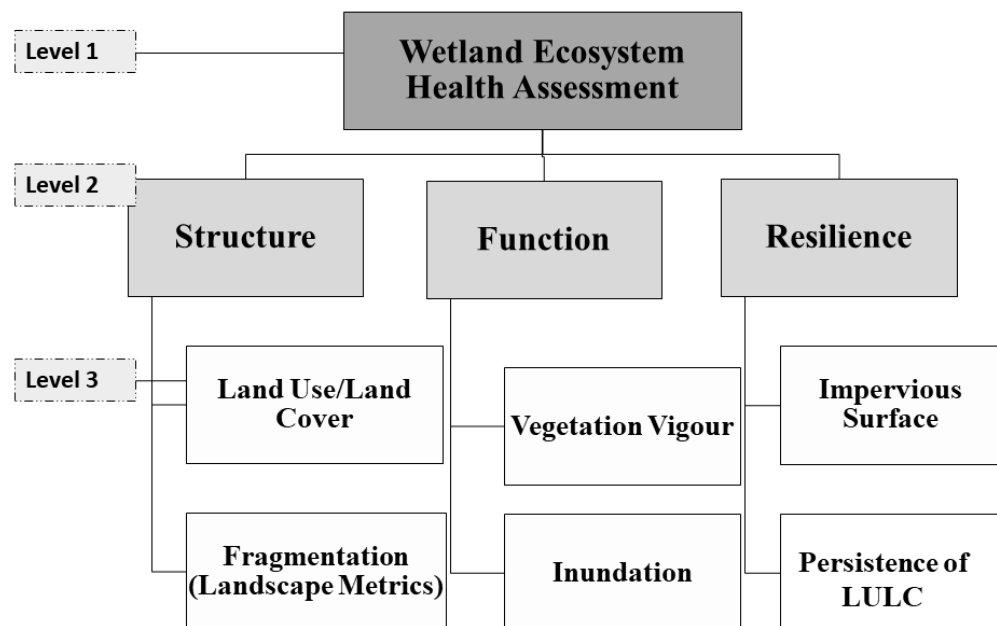 Level 1
Wetland Ecosystem
Health Assessment
Level 2
Structure
Function
Resilience
Level 3
Land Use/Land
Cover
Vegetation Vigour
Impervious
Surface
Fragmentation
(Landscape Metrics)
Inundation
Persistence of
LULC